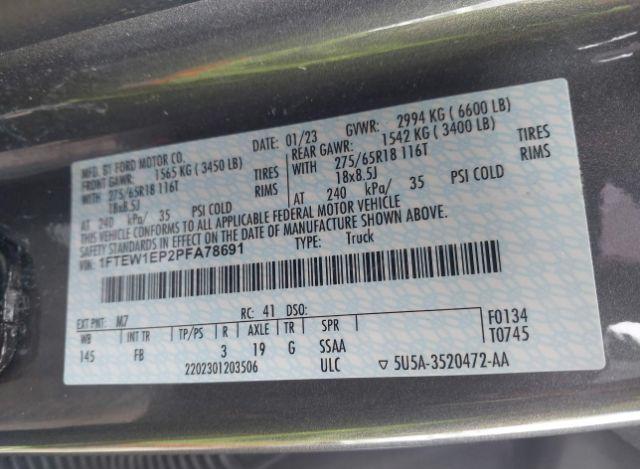 MFD. BY FORD MOTOR CO.
DATE: 01/23 GVWR: 2994 KG ( 6600 LB)
FRONT GAWR: 1565 KG ( 3450 LB) REAR GAWR: 1542 KG ( 3400 LB)
WITH 275/65R18 116T TIRES WITH 275/65R18 116T TIRES
18x8.5J RIMS 18x8.5J RIMS
AT 240 kPa/ 35 PSI COLD AT 240 kPa/ 35 PSI COLD
THIS VEHICLE CONFORMS TO ALL APPLICABLE FEDERAL MOTOR VEHICLE
SAFETY STANDARDS IN EFFECT ON THE DATE OF MANUFACTURE SHOWN ABOVE.
VIN: 1FTEW1EP2PFA78691
TYPE: Truck
EXT PNT: M7 RC: 41 DSO:
WB INT TR TP/PS R AXLE TR SPR
145 FB 3 19 G SSAA
2202301203506 ULC
F0134
T0745
▽ 5U5A-3520472-AA